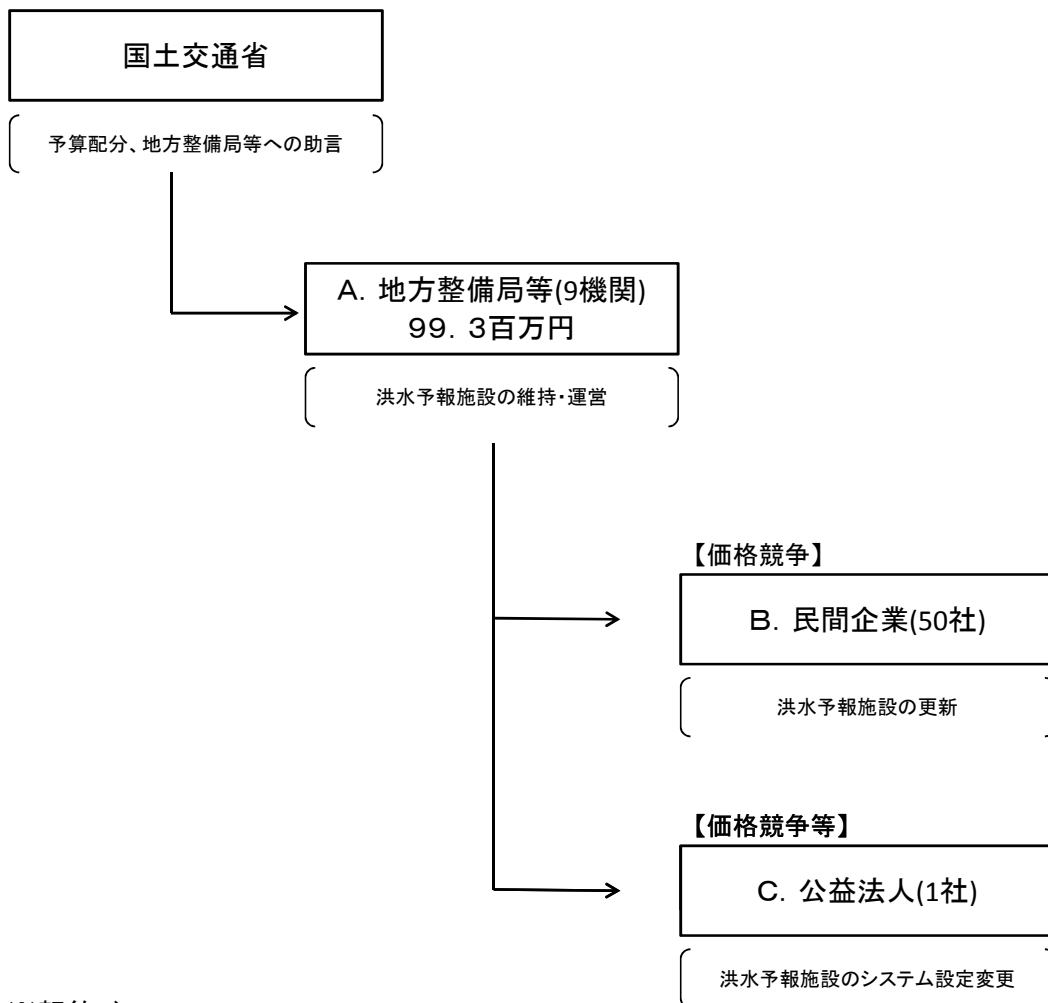 国土交通省
予算配分、地方整備局等への助言
A. 地方整備局等(9機関)
99. 3百万円
洪水予報施設の維持・運営
【価格競争】
B. 民間企業(50社)
洪水予報施設の更新
【価格競争等】
C. 公益法人(1社)
洪水予報施設のシステム設定変更